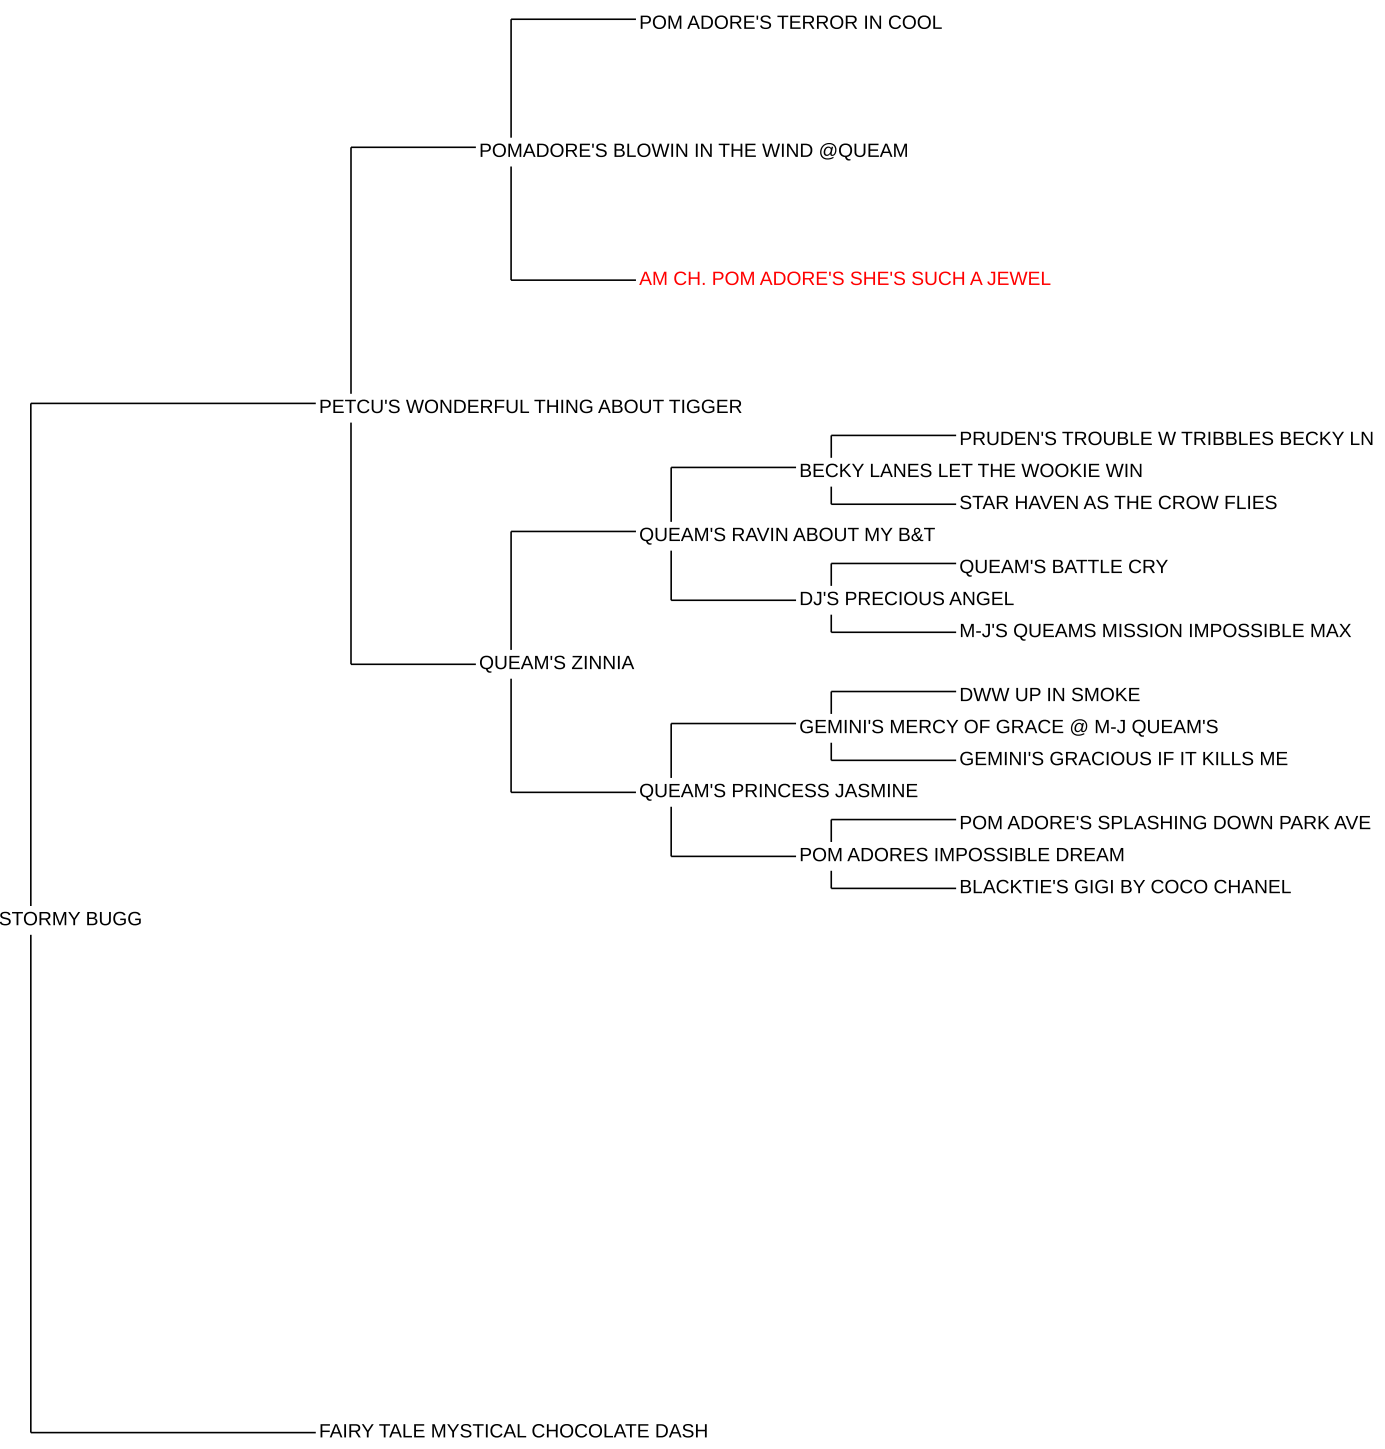 POM ADORE'S TERROR IN COOL
POMADORE'S BLOWIN IN THE WIND @QUEAM
AM CH. POM ADORE'S SHE'S SUCH A JEWEL
PETCU'S WONDERFUL THING ABOUT TIGGER
PRUDEN'S TROUBLE W TRIBBLES BECKY LN
BECKY LANES LET THE WOOKIE WIN
STAR HAVEN AS THE CROW FLIES
QUEAM'S RAVIN ABOUT MY B&T
QUEAM'S BATTLE CRY
DJ'S PRECIOUS ANGEL
M-J'S QUEAMS MISSION IMPOSSIBLE MAX
QUEAM'S ZINNIA
DWW UP IN SMOKE
GEMINI'S MERCY OF GRACE @ M-J QUEAM'S
GEMINI'S GRACIOUS IF IT KILLS ME
QUEAM'S PRINCESS JASMINE
POM ADORE'S SPLASHING DOWN PARK AVE
POM ADORES IMPOSSIBLE DREAM
BLACKTIE'S GIGI BY COCO CHANEL
STORMY BUGG
FAIRY TALE MYSTICAL CHOCOLATE DASH